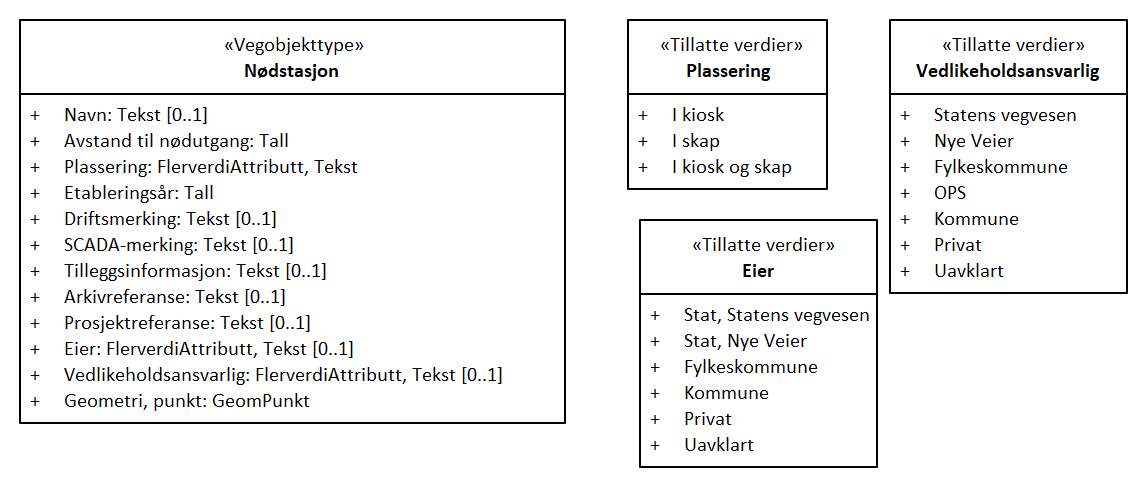 «Vegobjekttype»
Nødstasjon
+ Navn: Tekst [0..1]
+ Avstand til nødutgang: Tall
+ Plassering: FlerverdiAttributt, Tekst
+ Etableringsår: Tall
+ Driftsmerking: Tekst [0..1]
+ SCADA-merking: Tekst [0..1]
+ Tilleggsinformasjon: Tekst [0..1]
+ Arkivreferanse: Tekst [0..1]
+ Prosjektreferanse: Tekst [0..1]
+ Eier: FlerverdiAttributt, Tekst [0..1]
+ Vedlikeholdsansvarlig: FlerverdiAttributt, Tekst [0..1]
+ Geometri, punkt: GeomPunkt
«Tillatte verdier»
Plassering
+ I kiosk
+ I skap
+ I kiosk og skap
«Tillatte verdier»
Eier
+ Stat, Statens vegvesen
+ Stat, Nye Veier
+ Fylkeskommune
+ Kommune
+ Privat
+ Uavklart
«Tillatte verdier»
Vedlikeholdsansvarlig
+ Statens vegvesen
+ Nye Veier
+ Fylkeskommune
+ OPS
+ Kommune
+ Privat
+ Uavklart